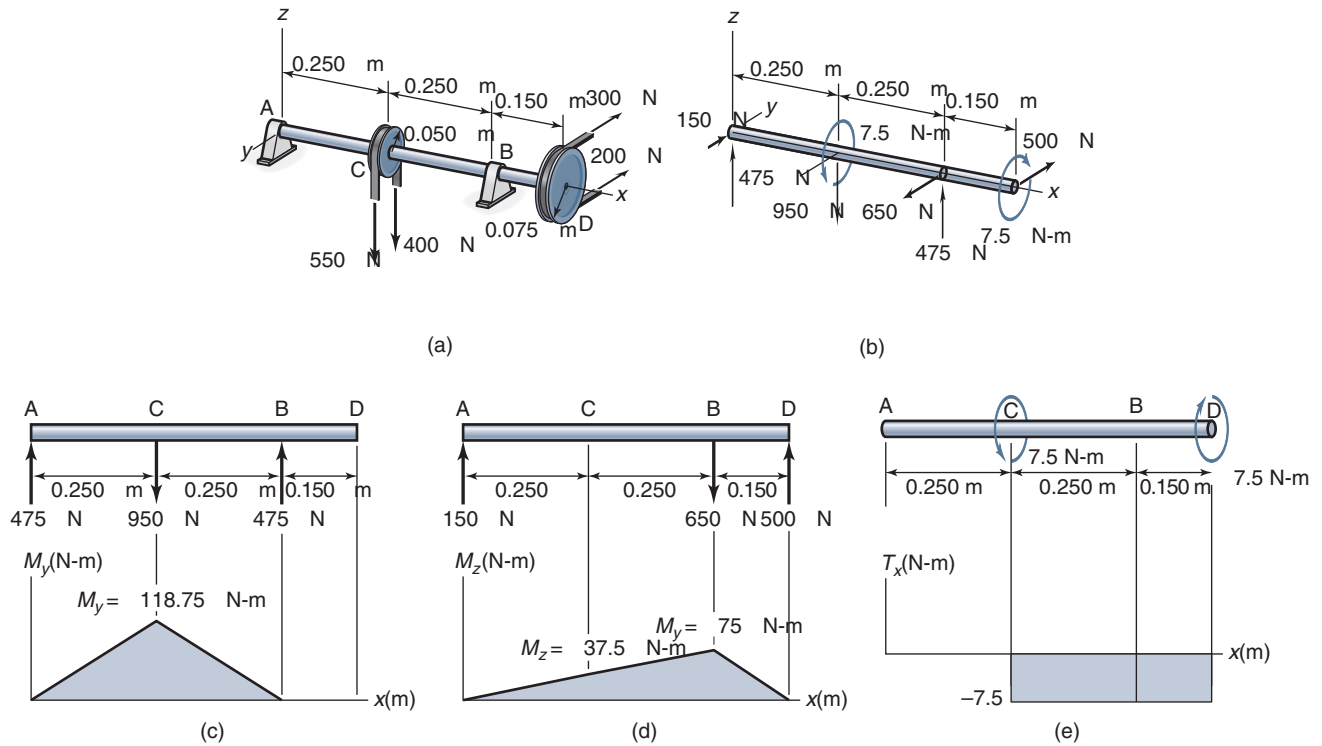 z
0.250 m
0.250 m
0.150 m
300 N
A
0.050 m
B
200 N
y
C
x
0.075 m
D
400 N
550 N
(a)
z
0.250 m
0.250 m
0.150 m
150 N
y
7.5 N-m
500 N
475 N
x
950 N
650 N
7.5 N-m
475 N
(b)
A C B D
0.250 m 0.250 m 0.150 m
475 N 950 N 475 N
My(N-m)
My = 118.75 N-m
x(m)
(c)
A C B D
0.250 0.250 0.150
150 N 650 N 500 N
Mz(N-m)
My = 75 N-m
Mz = 37.5 N-m
x(m)
(d)
A C B D
7.5 N-m
0.250 m 0.250 m 0.150 m
7.5 N-m
Tx(N-m)
x(m)
−7.5
(e)